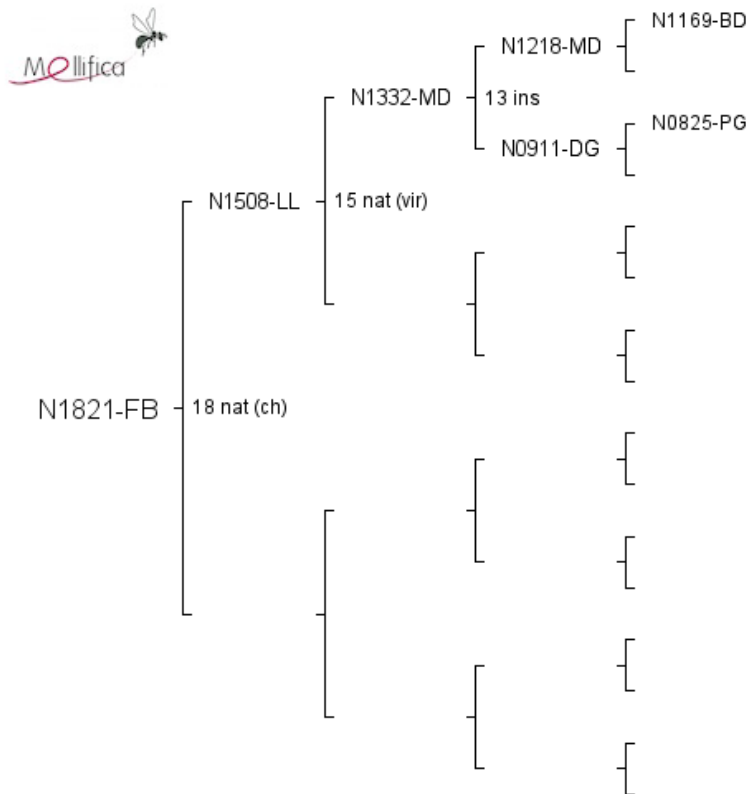 Mellifica
N1169-BD
N1218-MD
N1332-MD
13 ins
N0825-PG
N0911-DG
N1508-LL
15 nat (vir)
N1821-FB
18 nat (ch)